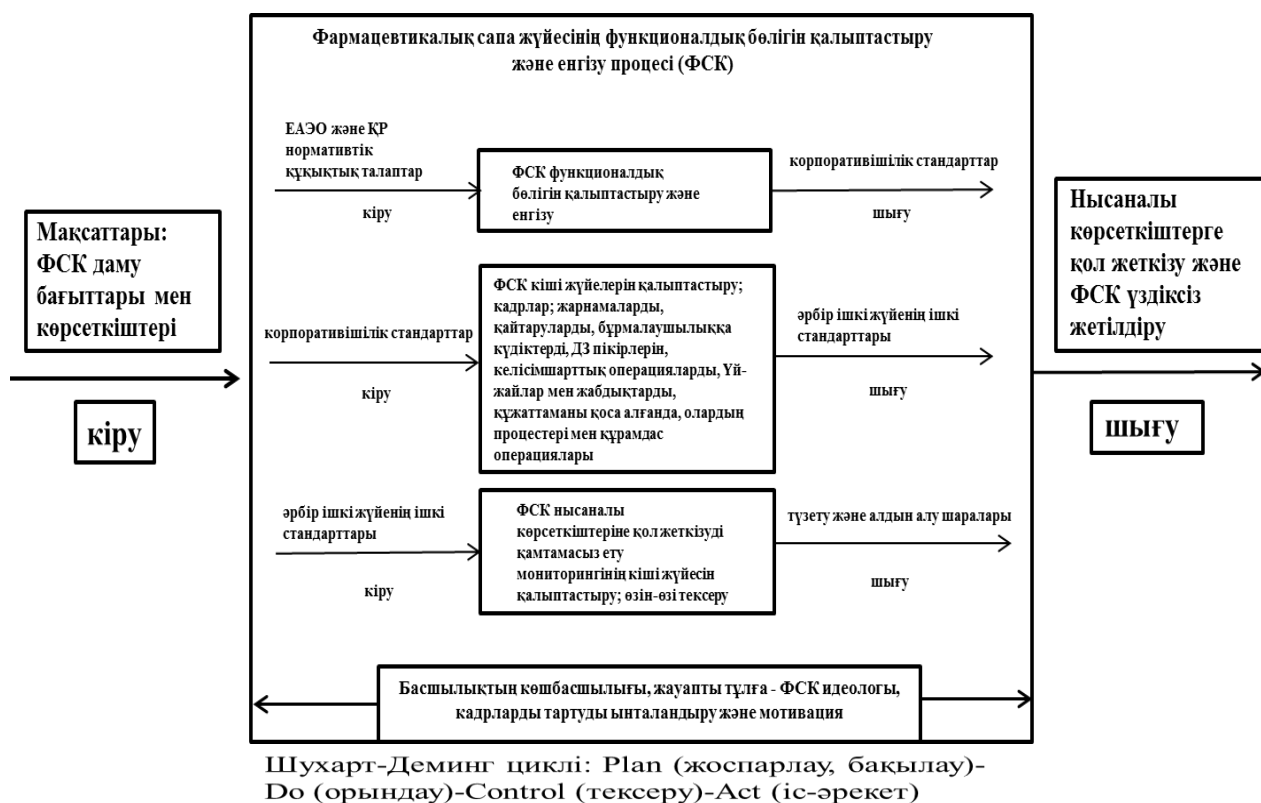 Фармацевтикалық сапа жүйесінің функционалдық бөлігін қалыптастыру
және енгізу процесі (ФСК)
ЕАЭО және ҚР
нормативтік
құқықтық талаптар
кіру
ФСК функционалдық
бөлігін қалыптастыру және
енгізу
корпоративішілік стандарттар
шығу
Мақсаттары:
ФСК даму
бағыттары мен
көрсеткіштері
кіру
корпоративішілік стандарттар
кіру
ФСК кіші жүйелерін қалыптастыру;
кадрлар; жарнамаларды,
қайтаруларды, бұрмалаушылыққа
күдіктерді, ДЗ пікірлерін,
келісімшарттық операцияларды, Үй-
жайлар мен жабдықтарды,
құжаттаманы қоса алғанда, олардың
процестері мен құрамдас
операциялары
әрбір ішкі жүйенің ішкі
стандарттары
шығу
Нысаналы
көрсеткіштерге
қол жеткізу және
ФСК үздіксіз
жетілдіру
шығу
әрбір ішкі жүйенің ішкі
стандарттары
кіру
ФСК нысаналы
көрсеткіштеріне қол жеткізуді
қамтамасыз ету
мониторингінің кіші жүйесін
қалыптастыру; өзін-өзі тексеру
түзету және алдын алу шаралары
шығу
Басшылықтың көшбасшылығы, жауапты тұлға - ФСК идеологы,
кадрларды тартуды ынталандыру және мотивация
Шухарт-Деминг циклі: Plan (жоспарлау, бақылау)-
Do (орындау)-Control (тексеру)-Act (іс-әрекет)